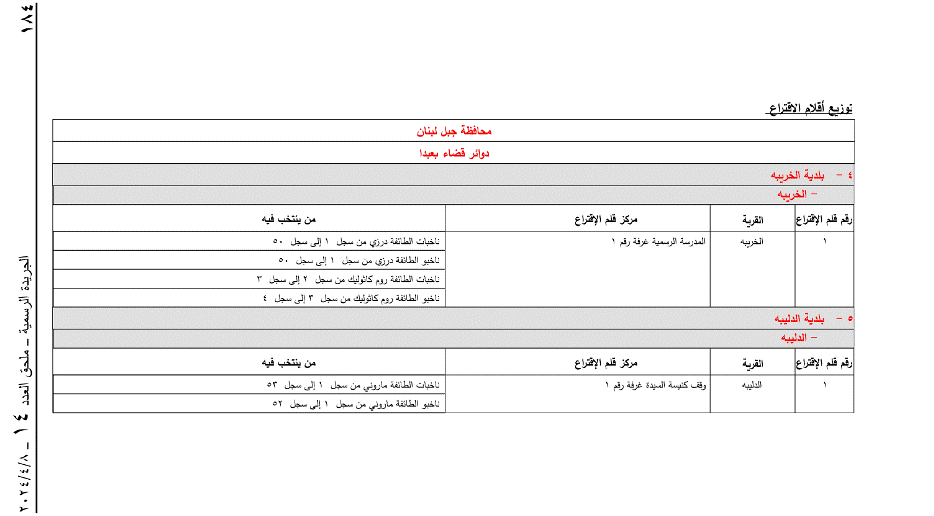 ١٨٤
الجريدة الرسمية – ملحق العدد ١٤ – ٢٠٢٤/٤/٨
توزيع أقلام الاقتراع
محافظة جبل لبنان
دوائر قضاء بعبدا
٤ - بلدية الخريبه
- الخريبه
رقم قلم الإقتراع القرية مركز قلم الإقتراع من ينتخب فيه
١ الخريبه المدرسة الرسمية غرفة رقم ١ ناخبات الطائفة درزي من سجل ١ إلى سجل ٥٠
ناخبو الطائفة درزي من سجل ١ إلى سجل ٥٠
ناخبات الطائفة روم كاثوليك من سجل ٢ إلى سجل ٣
ناخبو الطائفة روم كاثوليك من سجل ٣ إلى سجل ٤
٥ - بلدية الدليبه
- الدليبه
رقم قلم الإقتراع القرية مركز قلم الإقتراع من ينتخب فيه
١ الدليبه وقف كنيسة السيدة غرفة رقم ١ ناخبات الطائفة ماروني من سجل ١ إلى سجل ٥٣
ناخبو الطائفة ماروني من سجل ١ إلى سجل ٥٢